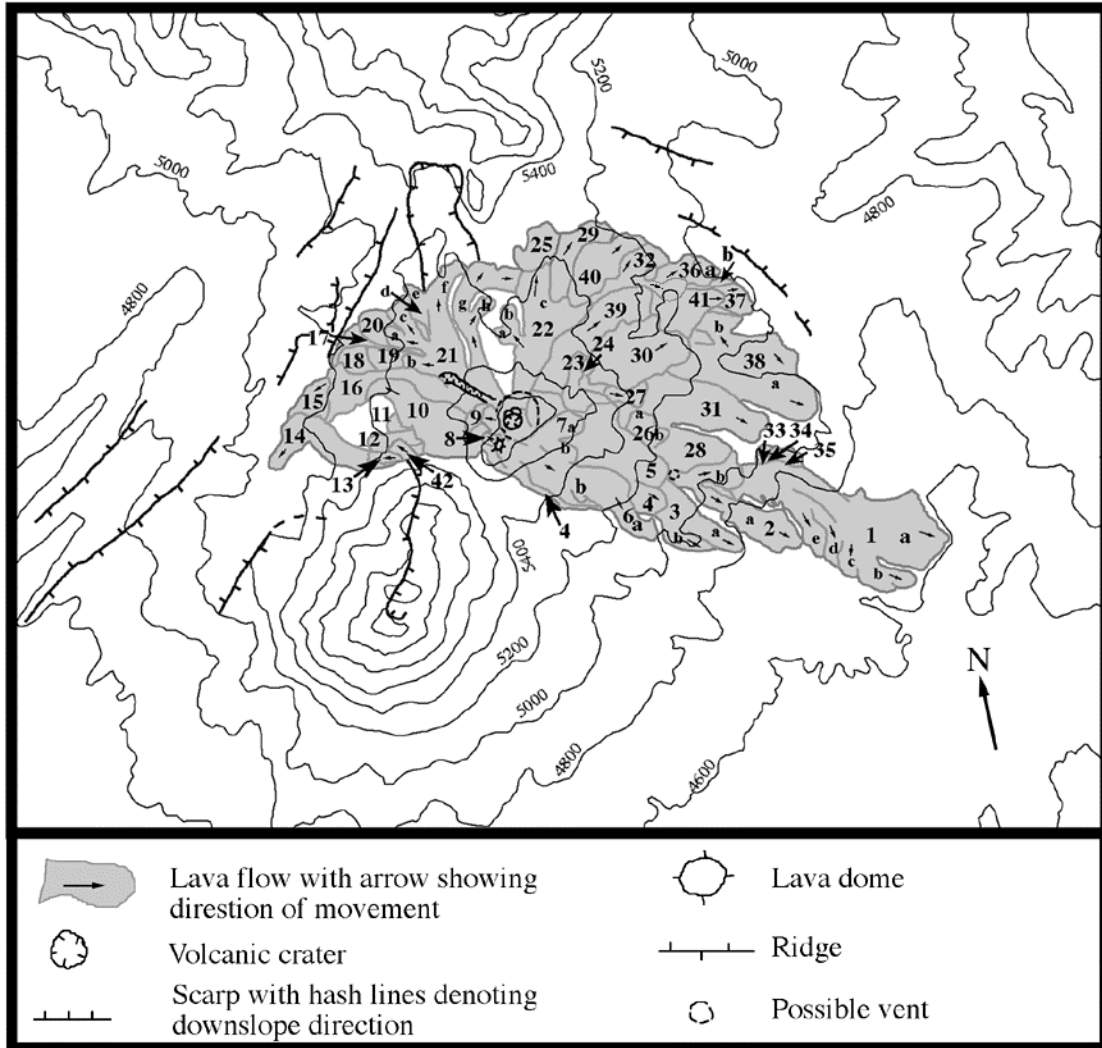 5000
5200
5000
5400
4800
25
29
b
32
36
a
40
d
e
f
41
37
4800
c
g
h
b
39
20
c
17
a
22
a
b
24
38
18
19
b
21
23
30
a
16
27
15
11
10
9
7
a
a
31
26
b
33
34
14
12
8
b
28
35
5
b
13
42
b
4
a
1
a
6
3
2
a
e
d
4
b
a
c
b
5400
N
5200
5000
4800
4600
Lava flow with arrow showing
direstion of movement
Lava dome
Volcanic crater
Ridge
Scarp with hash lines denoting
downslope direction
Possible vent